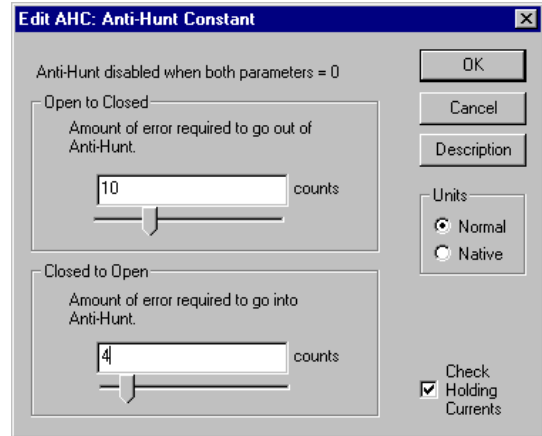 Edit AHC: Anti-Hunt Constant
Anti-Hunt disabled when both parameters = 0
OK
Cancel
Description
Open to Closed
Amount of error required to go out of
Anti-Hunt.
10 counts
Units
Normal
Native
Closed to Open
Amount of error required to go into
Anti-Hunt.
4 counts
Check
Holding
Currents